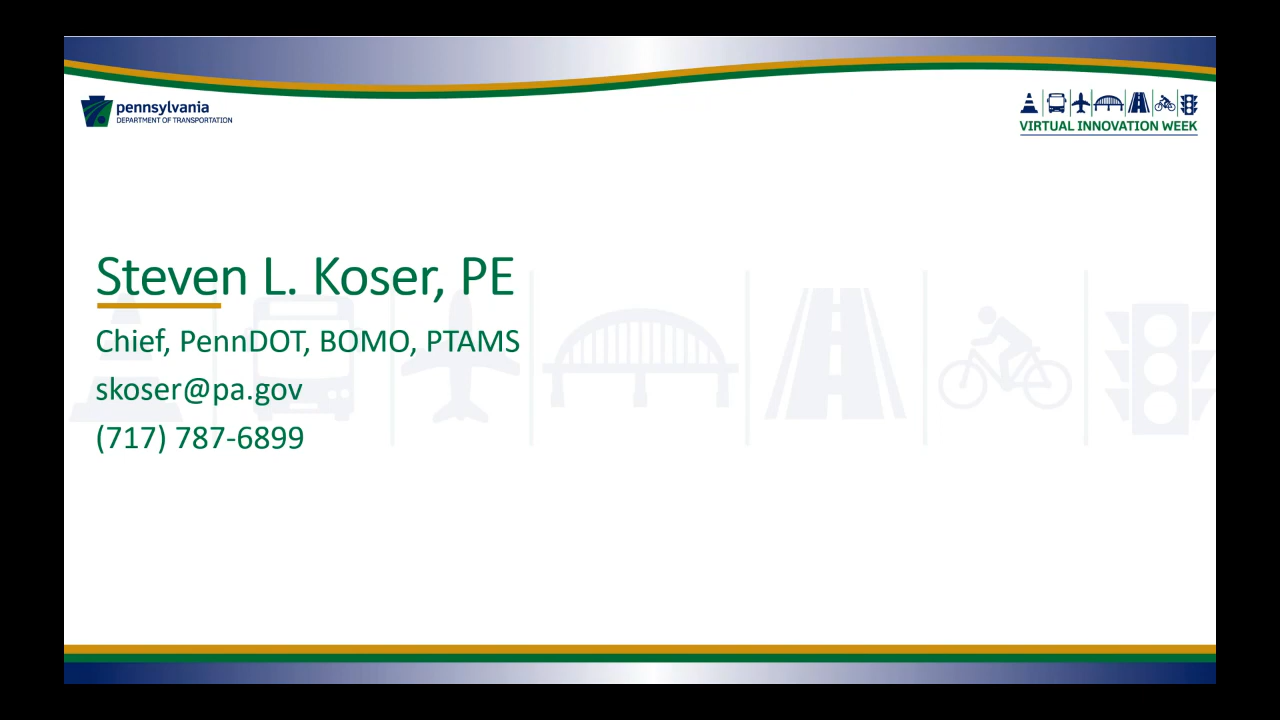 pennsylvania
DEPARTMENT OF TRANSPORTATION
VIRTUAL INNOVATION WEEK
Steven L. Koser, PE
Chief, PennDOT, BOMO, PTAMS
skoser@pa.gov
(717) 787-6899